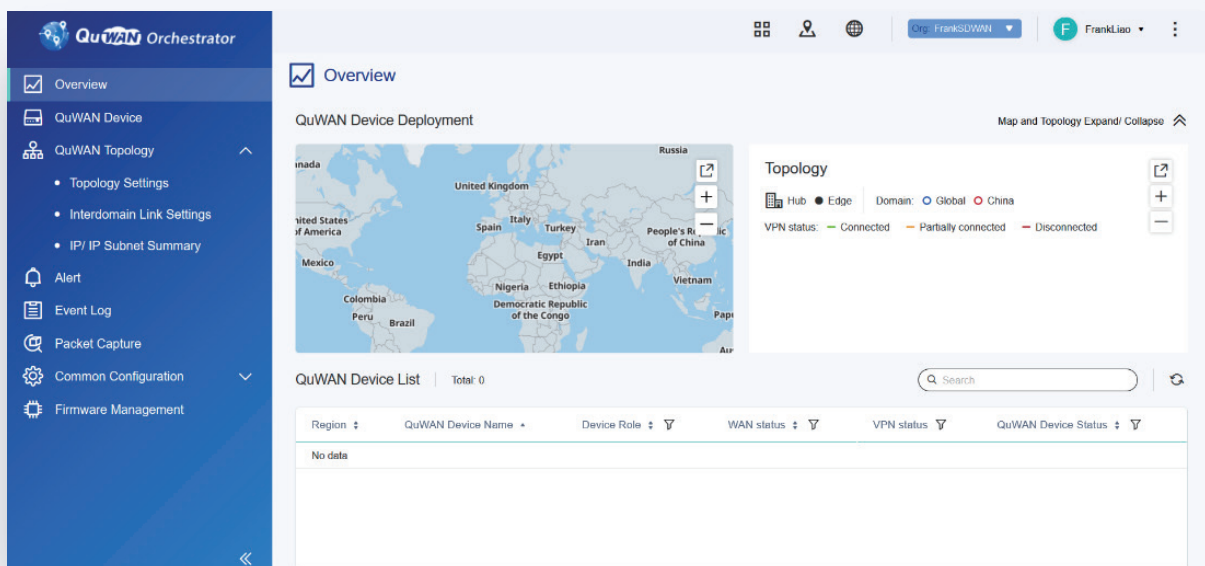 QuWAN Orchestrator
Org: FrankSDWAN
F
FrankLiao
Overview
QuWAN Device
QuWAN Topology
Topology Settings
Interdomain Link Settings
IP/ IP Subnet Summary
Alert
Event Log
Packet Capture
Common Configuration
Firmware Management
Overview
QuWAN Device Deployment
Map and Topology Expand/ Collapse
Russia
United Kingdom
Italy
Spain
Turkey
Iran
of America
of China
Mexico
Egypt
India
Nigeria
Ethiopia
Vietnam
Colombia
Democratic Republic
of the Congo
Peru
Brazil
Topology
Hub Edge Domain: Global China
VPN status: Connected Partially connected Disconnected
QuWAN Device List Total: 0
Search
Region QuWAN Device Name Device Role WAN status VPN status QuWAN Device Status
No data